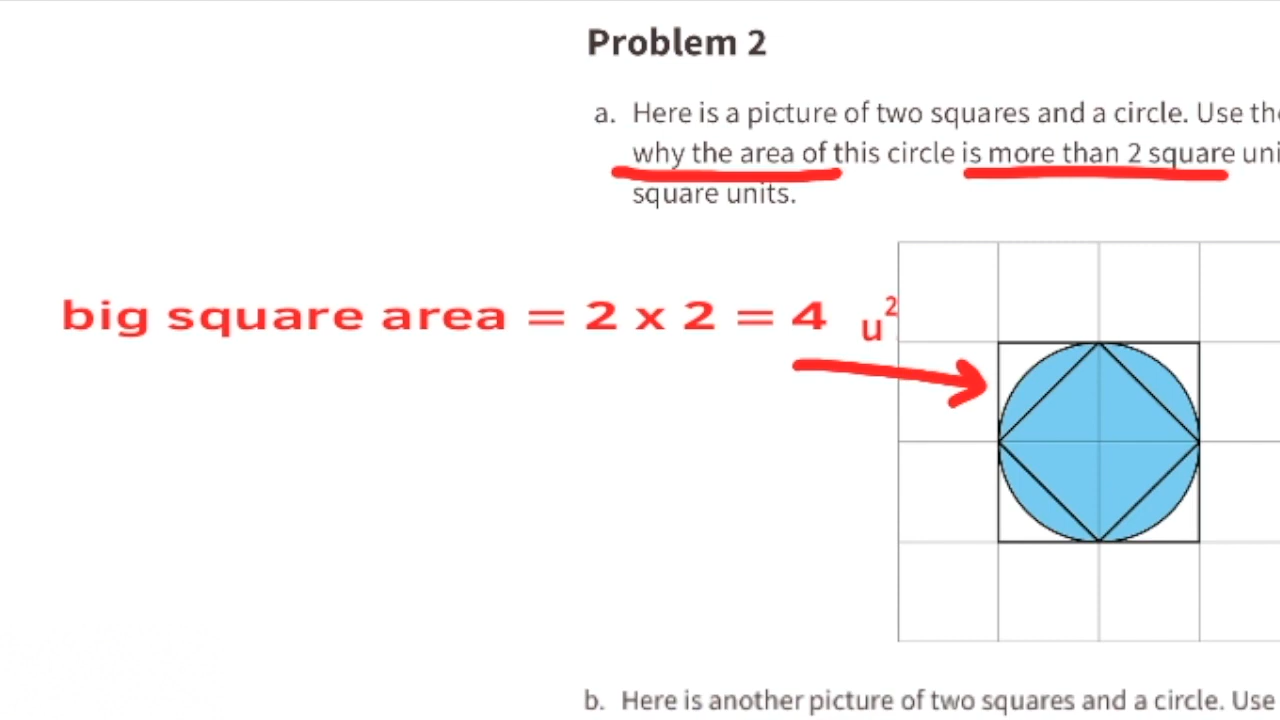 Problem 2
a. Here is a picture of two squares and a circle. Use
why the area of this circle is more than 2 square
square units.
big square area = 2 x 2 = 4 u²
b. Here is another picture of two squares and a circle. Use